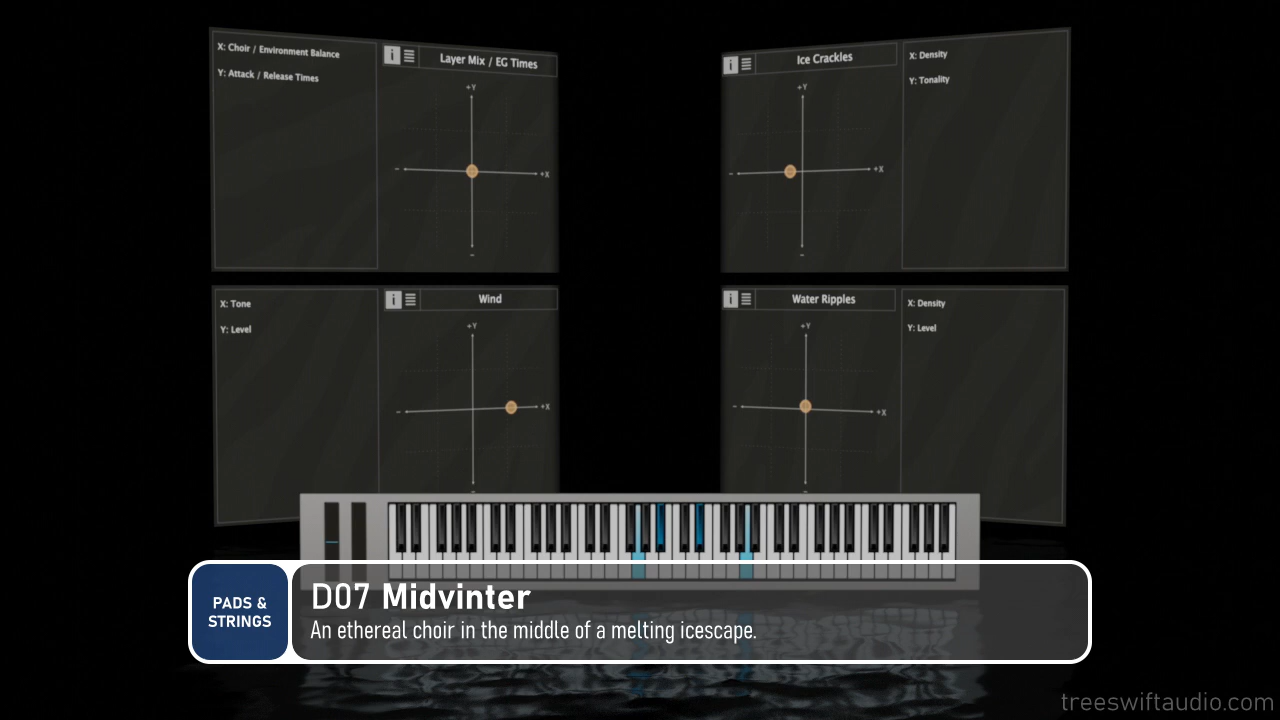 X: Choir / Environment Balance
Y: Attack / Release Times
i
Layer Mix / EG Times
+Y
-
+X
-
i
Ice Crackles
X: Density
Y: Tonality
+Y
-
+X
-
X: Tone
Y: Level
i
Wind
+Y
-
+X
-
i
Water Ripples
X: Density
Y: Level
+Y
-
+X
-
PADS &
STRINGS
D07 Midvinter
An ethereal choir in the middle of a melting icescape.
treeswiftaudio.com